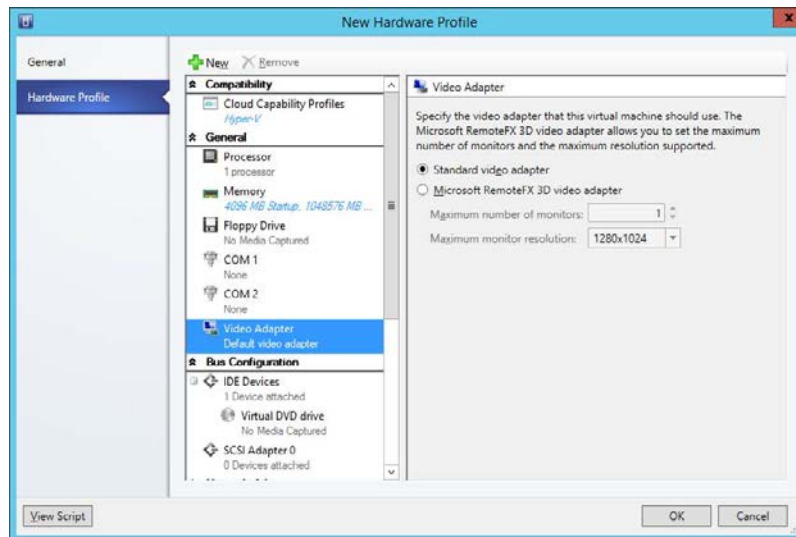 New Hardware Profile
x
General
Hardware Profile
New Remove
Compatibility
Cloud Capability Profiles
Hyper-V
General
Processor
1 processor
Memory
4096 MB Startup, 1048576 MB ...
Floppy Drive
No Media Captured
COM 1
None
COM 2
None
Video Adapter
Default video adapter
Bus Configuration
IDE Devices
1 Device attached
Virtual DVD drive
No Media Captured
SCSI Adapter 0
0 Devices attached
Video Adapter
Specify the video adapter that this virtual machine should use. The
Microsoft RemoteFX 3D video adapter allows you to set the maximum
number of monitors and the maximum resolution supported.
Standard video adapter
Microsoft RemoteFX 3D video adapter
Maximum number of monitors: 1
Maximum monitor resolution: 1280x1024
View Script
OK Cancel